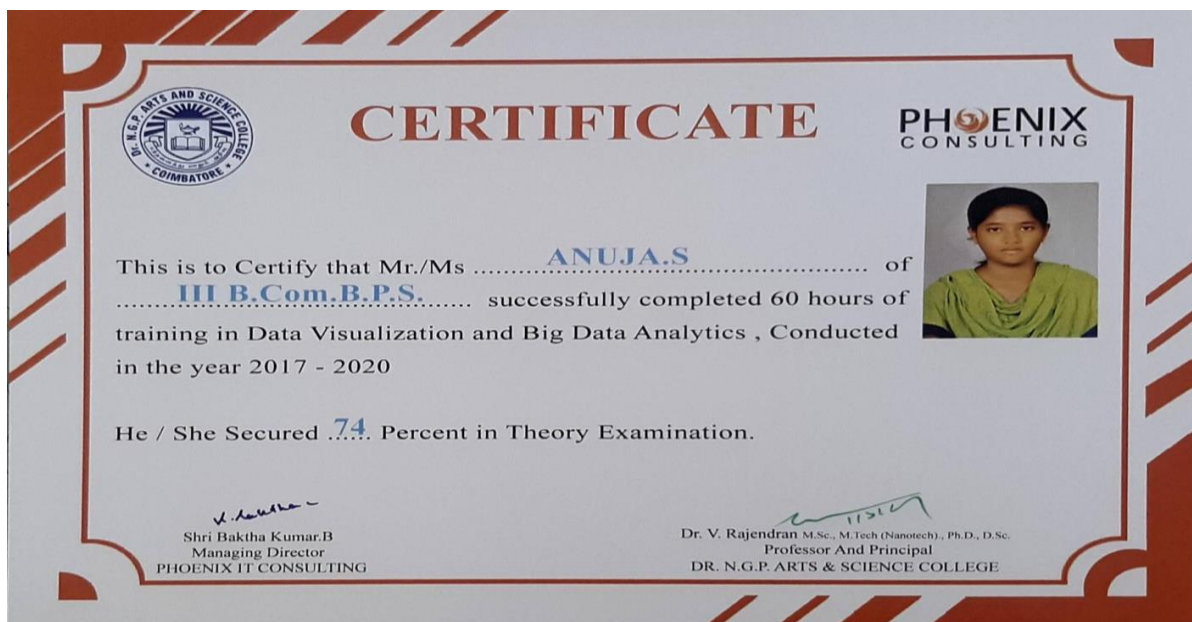 Dr. N.G.P. ARTS AND SCIENCE COLLEGE
* COIMBATORE *
CERTIFICATE
PHOENIX
CONSULTING
This is to Certify that Mr./Ms ........ANUJA.S........ of
........III B.Com.B.P.S........ successfully completed 60 hours of
training in Data Visualization and Big Data Analytics , Conducted
in the year 2017 - 2020
He / She Secured ..74.. Percent in Theory Examination.
Shri Baktha Kumar.B
Managing Director
PHOENIX IT CONSULTING
Dr. V. Rajendran M.Sc., M.Tech (Nanotech)., Ph.D., D.Sc.
Professor And Principal
DR. N.G.P. ARTS & SCIENCE COLLEGE